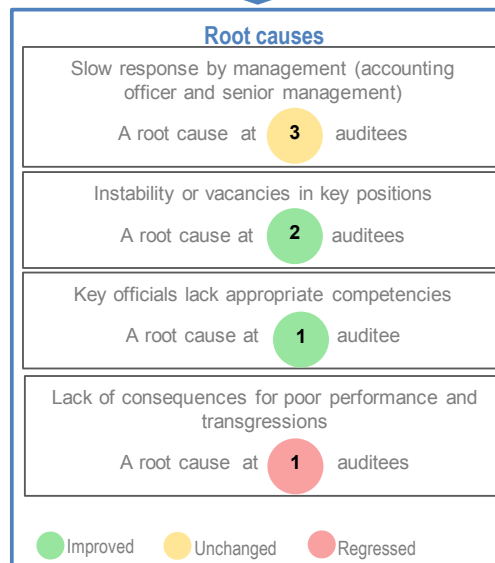 Root causes
Slow response by management (accounting
officer and senior management)
A root cause at 3 auditees
Instability or vacancies in key positions
A root cause at 2 auditees
Key officials lack appropriate competencies
A root cause at 1 auditee
Lack of consequences for poor performance and
transgressions
A root cause at 1 auditees
Improved Unchanged Regressed